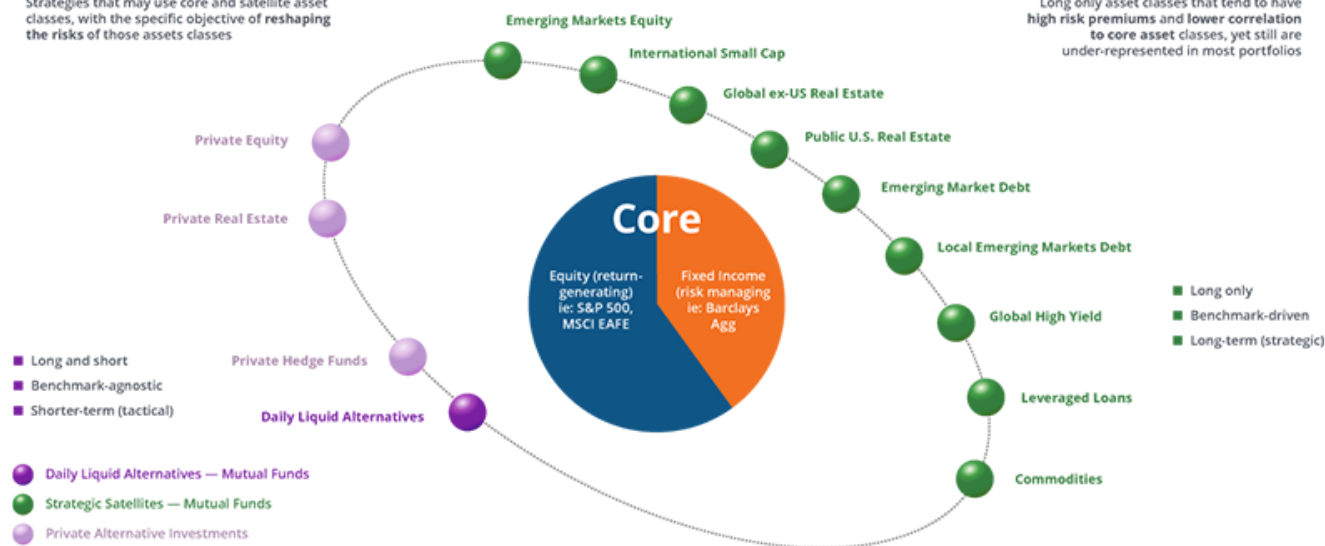 Strategies that may use core and satellite asset
classes, with the specific objective of reshaping
the risks of those assets classes
Long only asset classes that tend to have
high risk premiums and lower correlation
to core asset classes, yet still are
under-represented in most portfolios
Emerging Markets Equity
International Small Cap
Global ex-US Real Estate
Public U.S. Real Estate
Emerging Market Debt
Local Emerging Markets Debt
Global High Yield
Leveraged Loans
Commodities
Private Equity
Private Real Estate
Private Hedge Funds
Daily Liquid Alternatives
Core
Equity (return-
generating)
ie: S&P 500,
MSCI EAFE
Fixed Income
(risk managing
ie: Barclays
Agg
Long only
Benchmark-driven
Long-term (strategic)
Long and short
Benchmark-agnostic
Shorter-term (tactical)
Daily Liquid Alternatives — Mutual Funds
Strategic Satellites — Mutual Funds
Private Alternative Investments